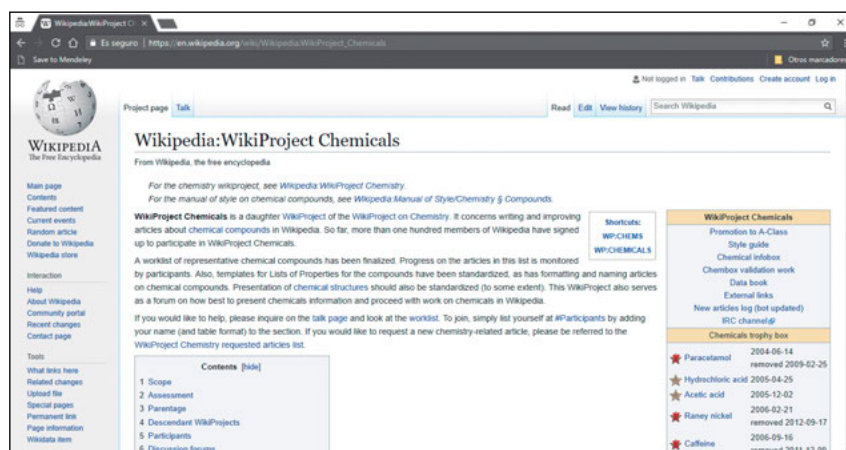 Wikipedia:WikiProject C
Es seguro | https://en.wikipedia.org/wiki/Wikipedia:WikiProject_Chemicals
Save to Mendeley
Otros marcadores
Not logged in Talk Contributions Create account Log in
Project page Talk
Read Edit View history Search Wikipedia
WIKIPEDIA
The Free Encyclopedia
Main page
Contents
Featured content
Current events
Random article
Donate to Wikipedia
Wikipedia store
Interaction
Help
About Wikipedia
Community portal
Recent changes
Contact page
Tools
What links here
Related changes
Upload file
Special pages
Permanent link
Page information
Wikidata item
Wikipedia:WikiProject Chemicals
From Wikipedia, the free encyclopedia
For the chemistry wikiproject, see Wikipedia:WikiProject Chemistry.
For the manual of style on chemical compounds, see Wikipedia:Manual of Style/Chemistry § Compounds.
WikiProject Chemicals is a daughter WikiProject of the WikiProject on Chemistry. It concerns writing and improving
articles about chemical compounds in Wikipedia. So far, more than one hundred members of Wikipedia have signed
up to participate in WikiProject Chemicals.
Shortcuts:
WP:CHEMS
WP:CHEMICALS
A worklist of representative chemical compounds has been finalized. Progress on the articles in this list is monitored
by participants. Also, templates for Lists of Properties for the compounds have been standardized, as has formatting and naming articles
on chemical compounds. Presentation of chemical structures should also be standardized (to some extent). This WikiProject also serves
as a forum on how best to present chemicals information and proceed with work on chemicals in Wikipedia.
If you would like to help, please inquire on the talk page and look at the worklist. To join, simply list yourself at #Participants by adding
your name (and table format) to the section. If you would like to request a new chemistry-related article, please be referred to the
WikiProject Chemistry requested articles list.
Contents [hide]
1 Scope
2 Assessment
3 Parentage
4 Descendant WikiProjects
5 Participants
6 Discussion forums
WikiProject Chemicals
Promotion to A-Class
Style guide
Chemical infobox
Chembox validation work
Data book
External links
New articles log (bot updated)
IRC channel
Chemicals trophy box
Paracetamol 2004-06-14
removed 2009-02-25
Hydrochloric acid 2005-04-25
Acetic acid 2005-12-02
Raney nickel 2006-02-21
removed 2012-09-17
Caffeine 2006-09-16
removed 2011-12-09